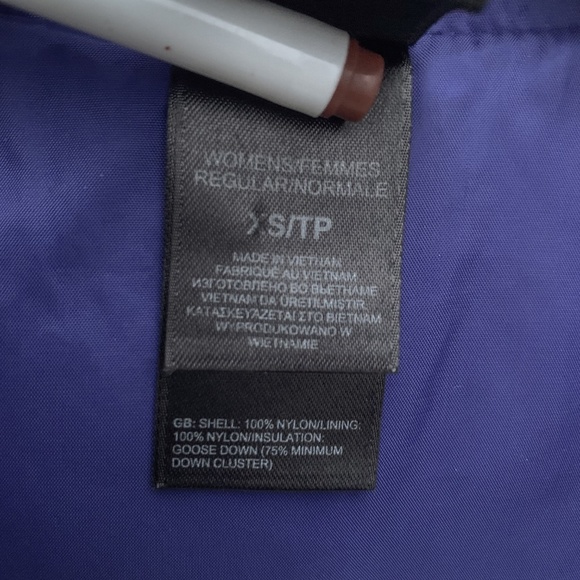 WOMENS/FEMMES
REGULAR/NORMALE
XS/TP
MADE IN VIETNAM
FABRIQUÉ AU VIETNAM
ИЗГОТОВЛЕНО ВО ВЬЕТНАМЕ
VIETNAM DA ÜRETILMIŞTIR.
ΚΑΤΑΣΚΕΥΑΖΕΤΑΙ ΣΤΟ ΒΙΕΤΝΑΜ
WYPRODUKOWANO W
WIETNAMIE
GB: SHELL: 100% NYLON/LINING:
100% NYLON/INSULATION:
GOOSE DOWN (75% MINIMUM
DOWN CLUSTER)